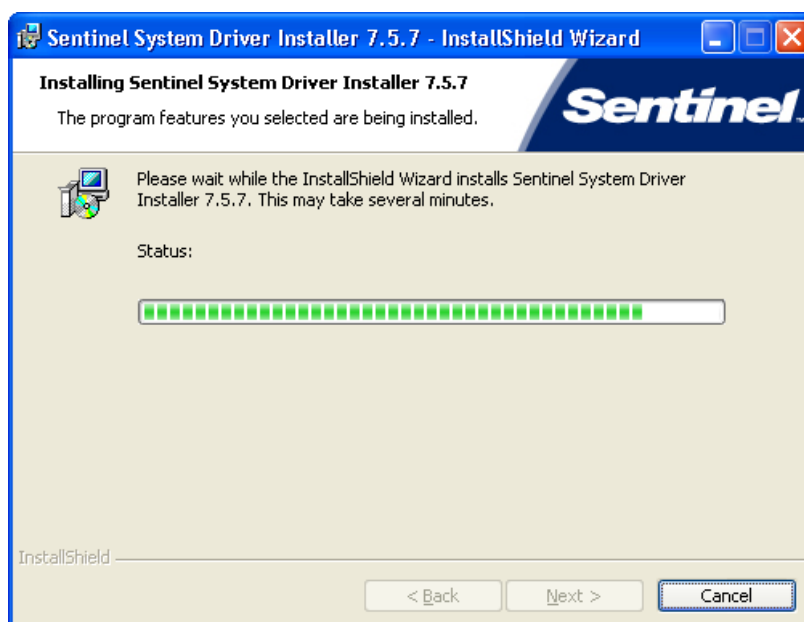 Sentinel System Driver Installer 7.5.7 - InstallShield Wizard
Installing Sentinel System Driver Installer 7.5.7
The program features you selected are being installed.
Sentinel.
Please wait while the InstallShield Wizard installs Sentinel System Driver
Installer 7.5.7. This may take several minutes.
Status:
InstallShield
< Back
Next >
Cancel